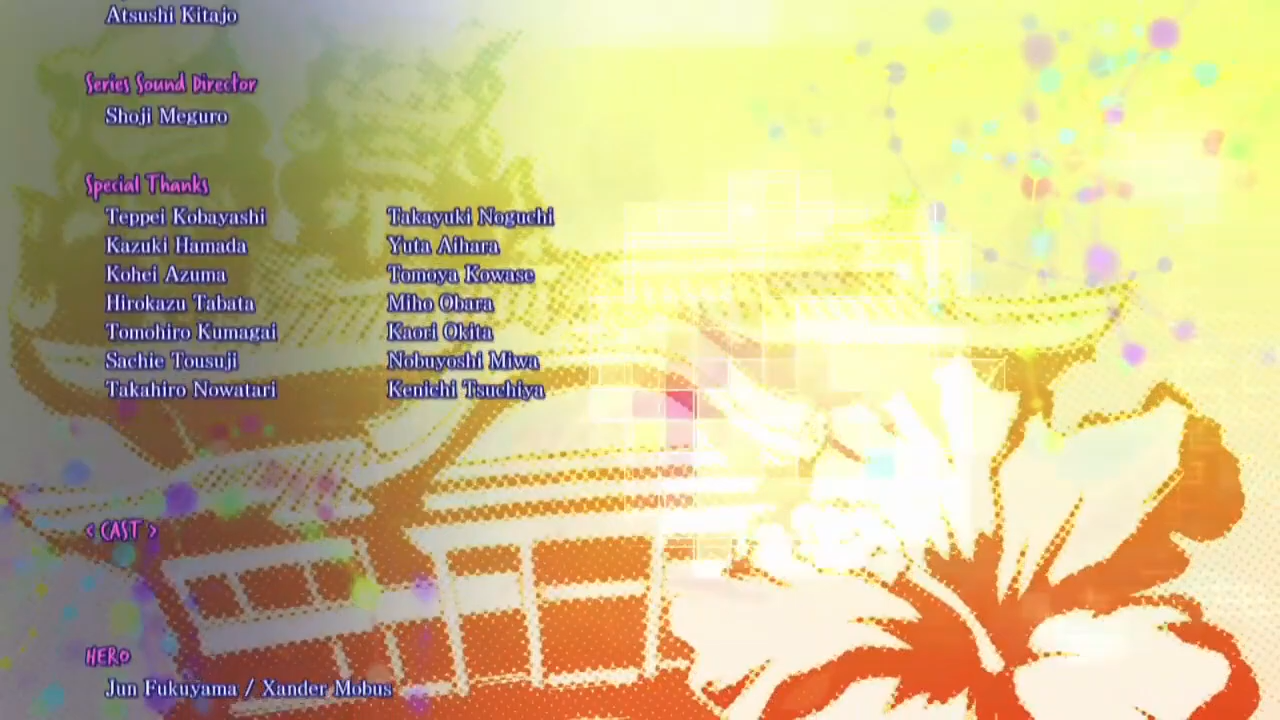 Atsushi Kitajo
Series Sound Director
Shoji Meguro
Special Thanks
Teppei Kobayashi
Takayuki Noguchi
Kazuki Hamada
Yuta Aihara
Kohei Azuma
Tomoya Kowase
Hirokazu Tabata
Miho Obara
Tomohiro Kumagai
Kaori Okita
Sachie Tousuji
Nobuyoshi Miwa
Takahiro Nowatari
Kenichi Tsuchiya
< CAST >
HERO
Jun Fukuyama / Xander Mobus